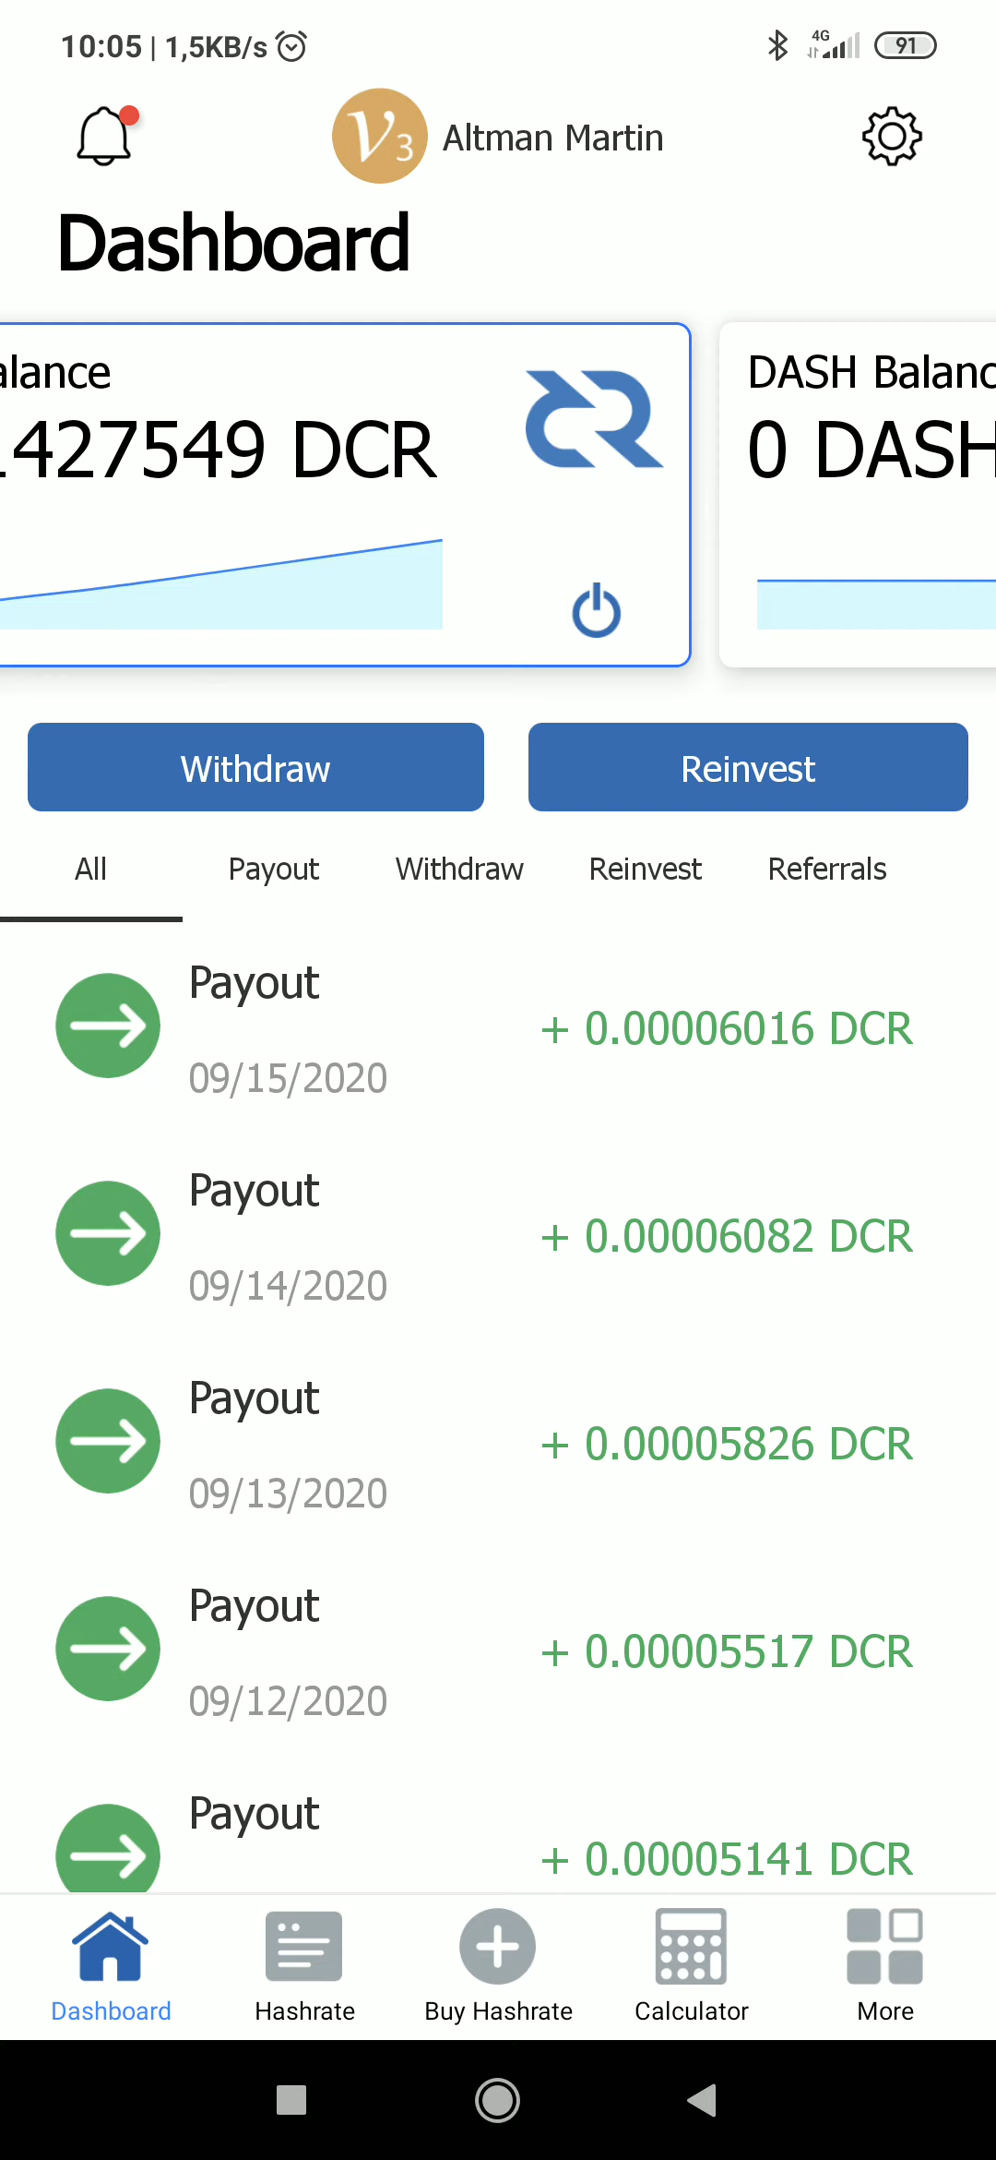 10:05 | 1,5KB/s
4G
91
V3 Altman Martin
Dashboard
alance
1427549 DCR
DASH Balanc
0 DASH
Withdraw
Reinvest
All
Payout
Withdraw
Reinvest
Referrals
Payout
+ 0.00006016 DCR
09/15/2020
Payout
+ 0.00006082 DCR
09/14/2020
Payout
+ 0.00005826 DCR
09/13/2020
Payout
+ 0.00005517 DCR
09/12/2020
Payout
+ 0.00005141 DCR
Dashboard
Hashrate
Buy Hashrate
Calculator
More